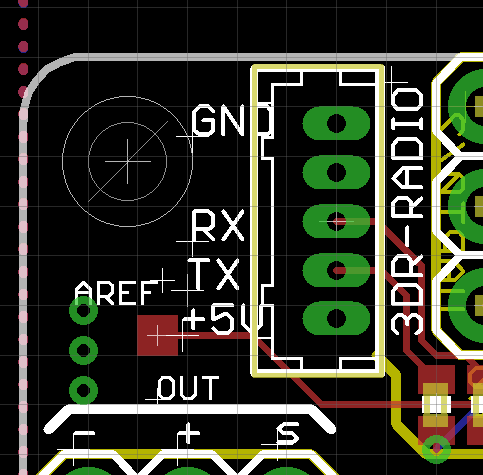 GND
RX
TX
+5V
AREF
OUT
- + S
3DR-RADIO